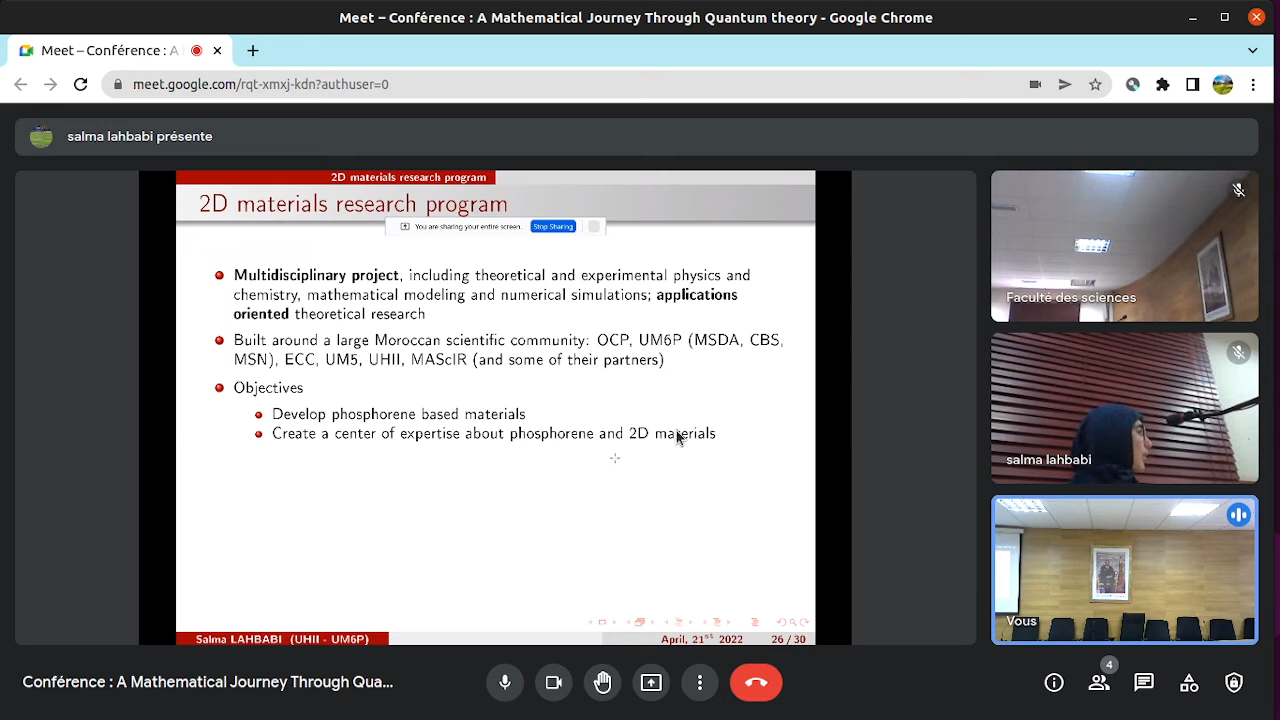 Meet – Conférence : A Mathematical Journey Through Quantum theory - Google Chrome
Meet – Conférence : A
meet.google.com/rqt-xmxj-kdn?authuser=0
salma lahbabi présente
2D materials research program
2D materials research program
You are sharing your entire screen.
Stop Sharing
Multidisciplinary project, including theoretical and experimental physics and
chemistry, mathematical modeling and numerical simulations; applications
oriented theoretical research
Built around a large Moroccan scientific community: OCP, UM6P (MSDA, CBS,
MSN), ECC, UM5, UHII, MAScIR (and some of their partners)
Objectives
Develop phosphorene based materials
Create a center of expertise about phosphorene and 2D materials
Salma LAHBABI (UHII - UM6P)
April, 21st 2022
26 / 30
Faculté des sciences
salma lahbabi
Vous
Conférence : A Mathematical Journey Through Qua...
4